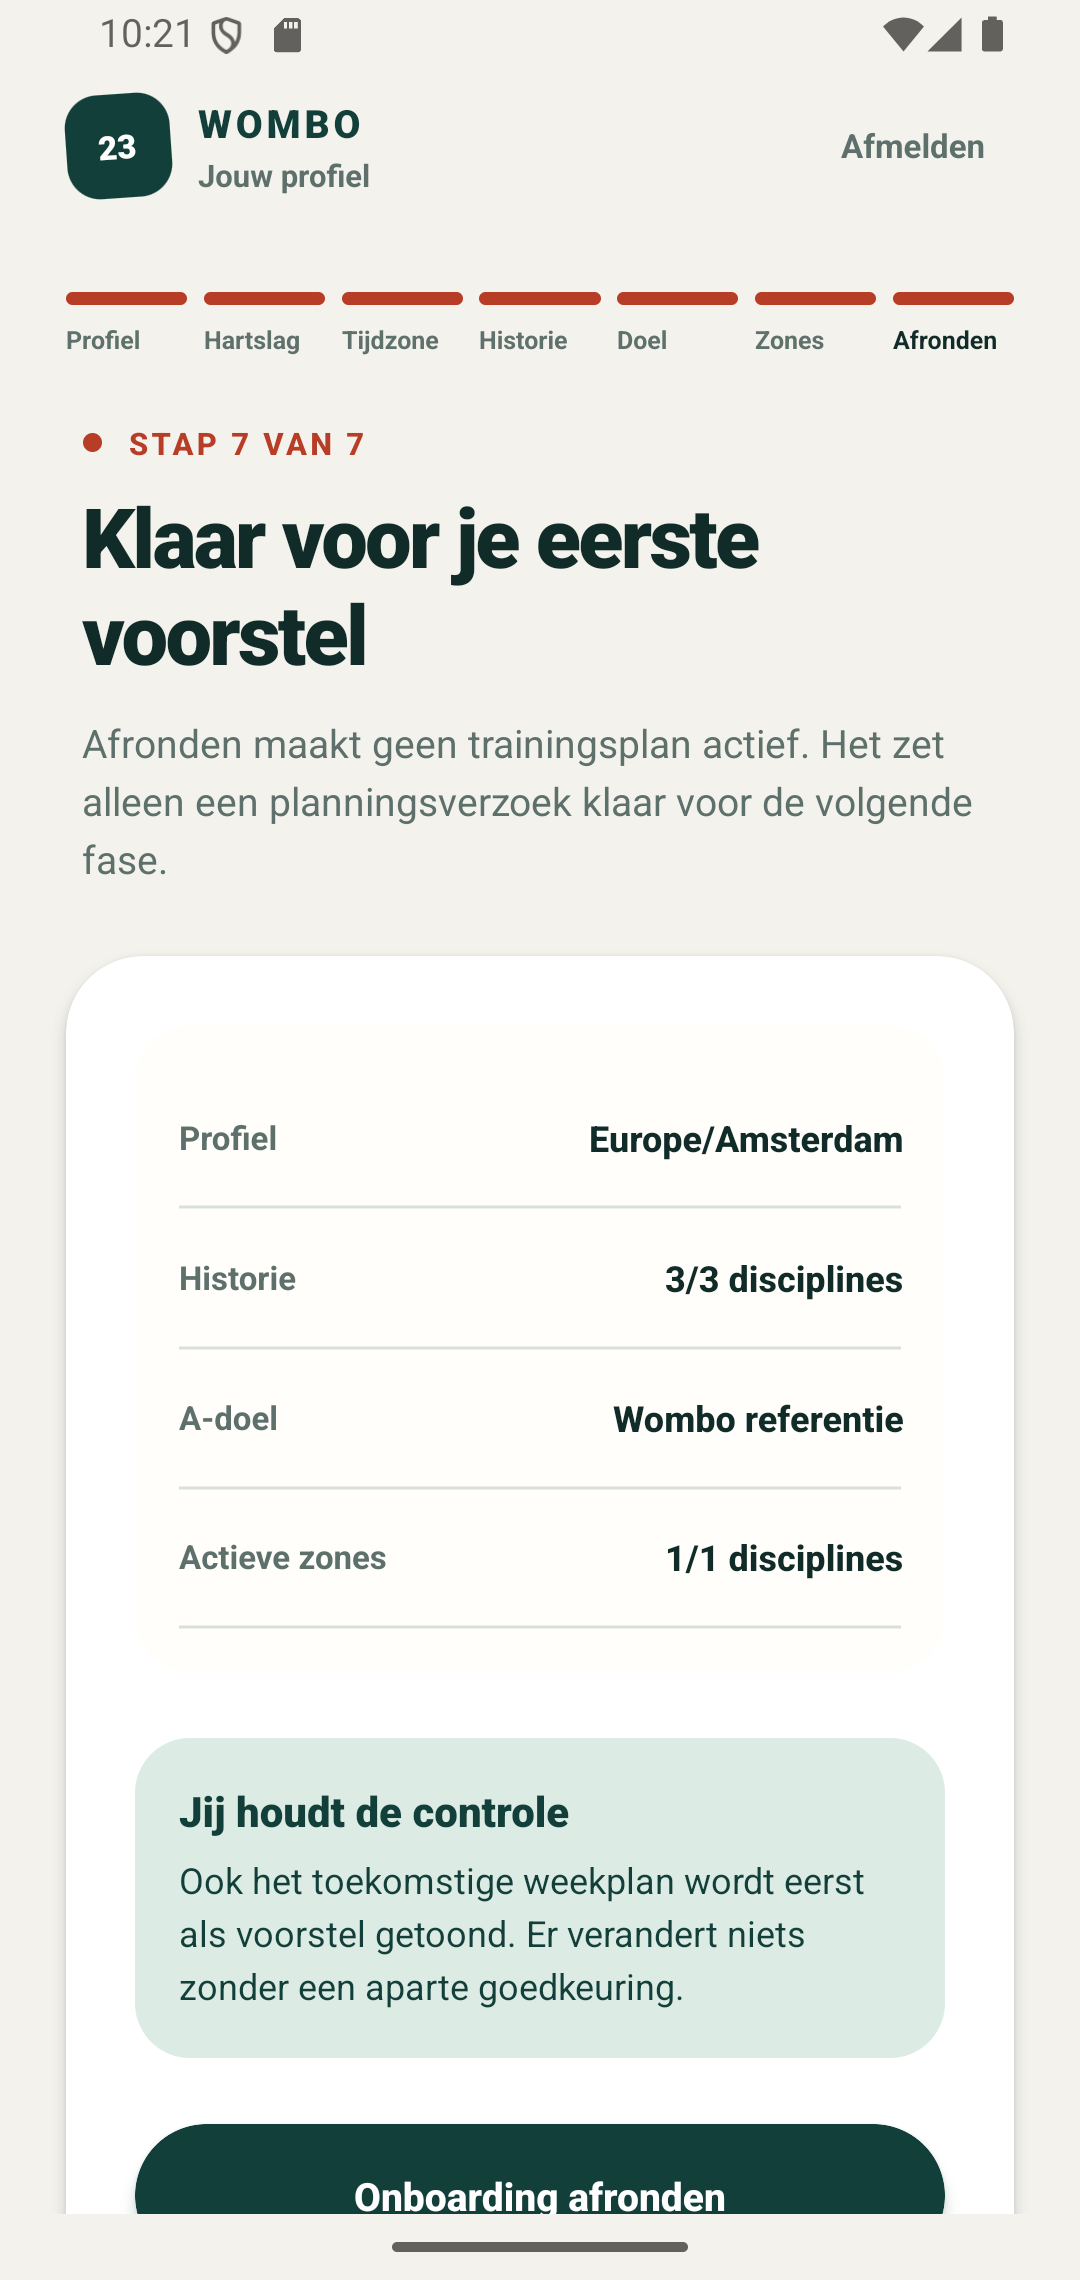 10:21
23
WOMBO
Jouw profiel
Afmelden
Profiel
Hartslag
Tijdzone
Historie
Doel
Zones
Afronden
STAP 7 VAN 7
Klaar voor je eerste
voorstel
Afronden maakt geen trainingsplan actief. Het zet
alleen een planningsverzoek klaar voor de volgende
fase.
Profiel
Europe/Amsterdam
Historie
3/3 disciplines
A-doel
Wombo referentie
Actieve zones
1/1 disciplines
Jij houdt de controle
Ook het toekomstige weekplan wordt eerst
als voorstel getoond. Er verandert niets
zonder een aparte goedkeuring.
Onboarding afronden